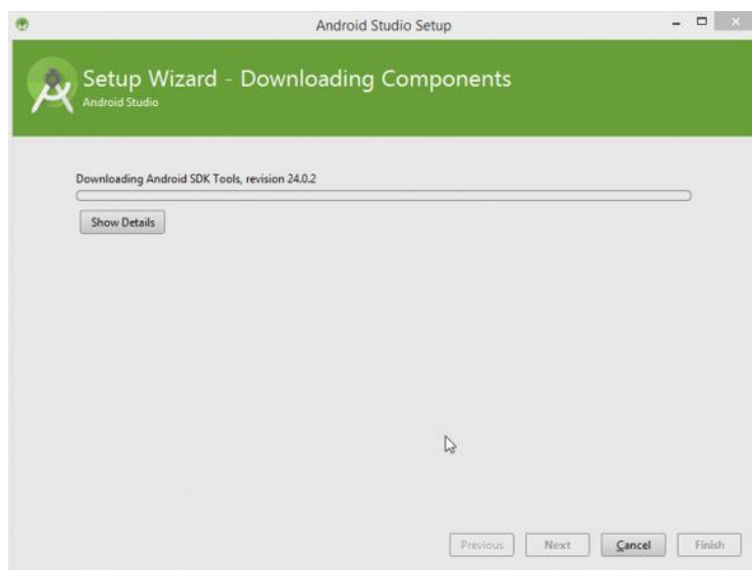 Android Studio Setup
Setup Wizard - Downloading Components
Android Studio
Downloading Android SDK Tools, revision 24.0.2
Show Details
Previous Next Cancel Finish